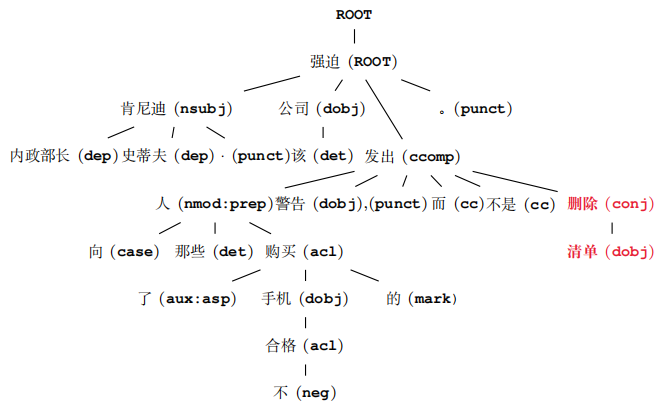 ROOT
强迫 (ROOT)
肯尼迪 (nsubj) 公司 (dobj) 。(punct)
内政部长 (dep) 史蒂夫 (dep) · (punct) 该 (det) 发出 (ccomp)
人 (nmod:prep) 警告 (dobj) ,(punct) 而 (cc) 不是 (cc) 删除 (conj)
向 (case) 那些 (det) 购买 (acl) 清单 (dobj)
了 (aux:asp) 手机 (dobj) 的 (mark)
合格 (acl)
不 (neg)